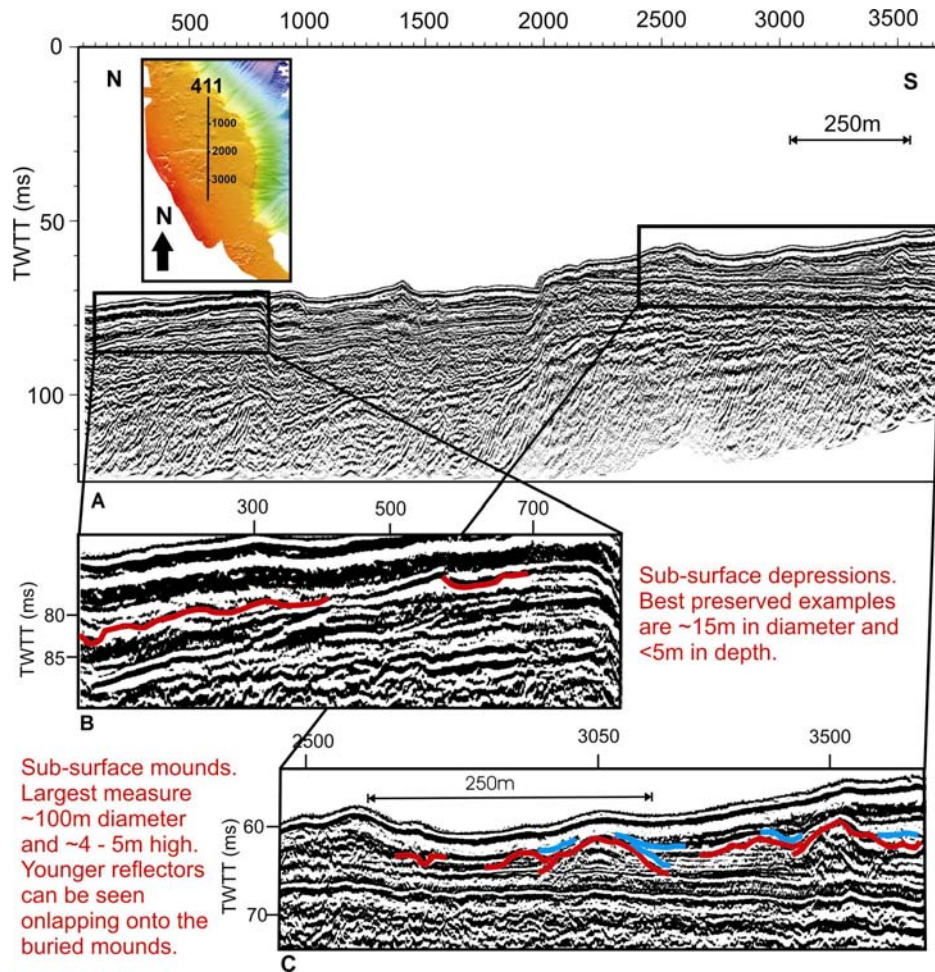 500 1000 1500 2000 2500 3000 3500
0
N
S
411
1000
2000
3000
N
250m
50
TWTT (ms)
100
A
300 500 700
TWTT (ms)
80
85
B
Sub-surface depressions.
Best preserved examples
are ~15m in diameter and
<5m in depth.
2500 3050 3500
Sub-surface mounds.
Largest measure
~100m diameter
and ~4 - 5m high.
Younger reflectors
can be seen
onlapping onto the
buried mounds.
250m
TWTT (ms)
60
70
C